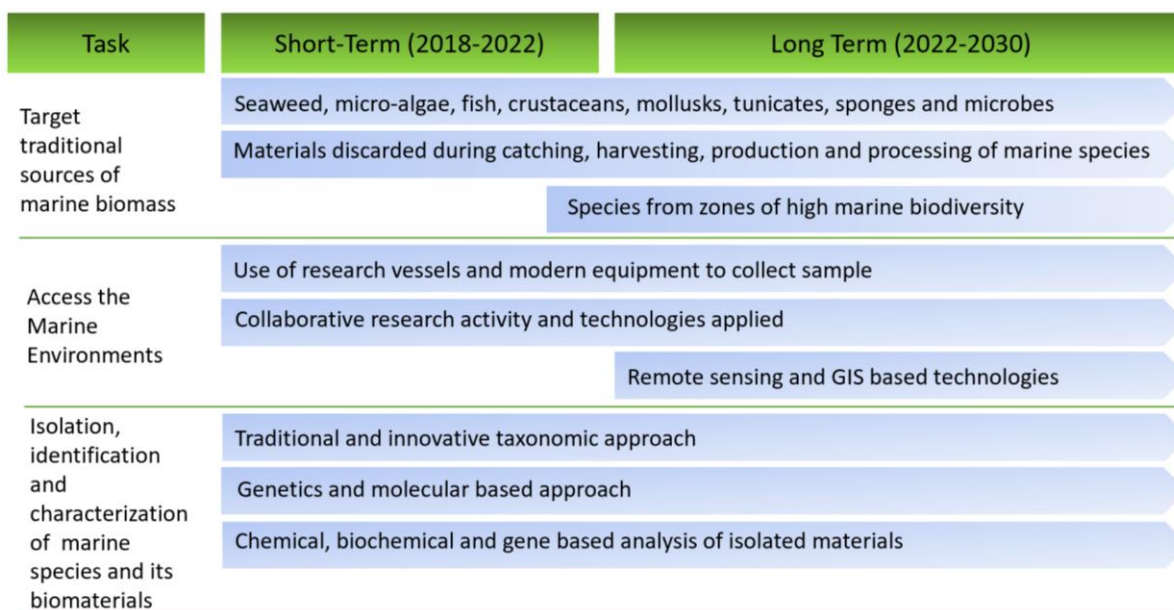 Task
Short-Term (2018-2022)
Long Term (2022-2030)
Target
traditional
sources of
marine biomass
Seaweed, micro-algae, fish, crustaceans, mollusks, tunicates, sponges and microbes
Materials discarded during catching, harvesting, production and processing of marine species
Species from zones of high marine biodiversity
Access the
Marine
Environments
Use of research vessels and modern equipment to collect sample
Collaborative research activity and technologies applied
Remote sensing and GIS based technologies
Isolation,
identification
and
characterization
of marine
species and its
biomaterials
Traditional and innovative taxonomic approach
Genetics and molecular based approach
Chemical, biochemical and gene based analysis of isolated materials